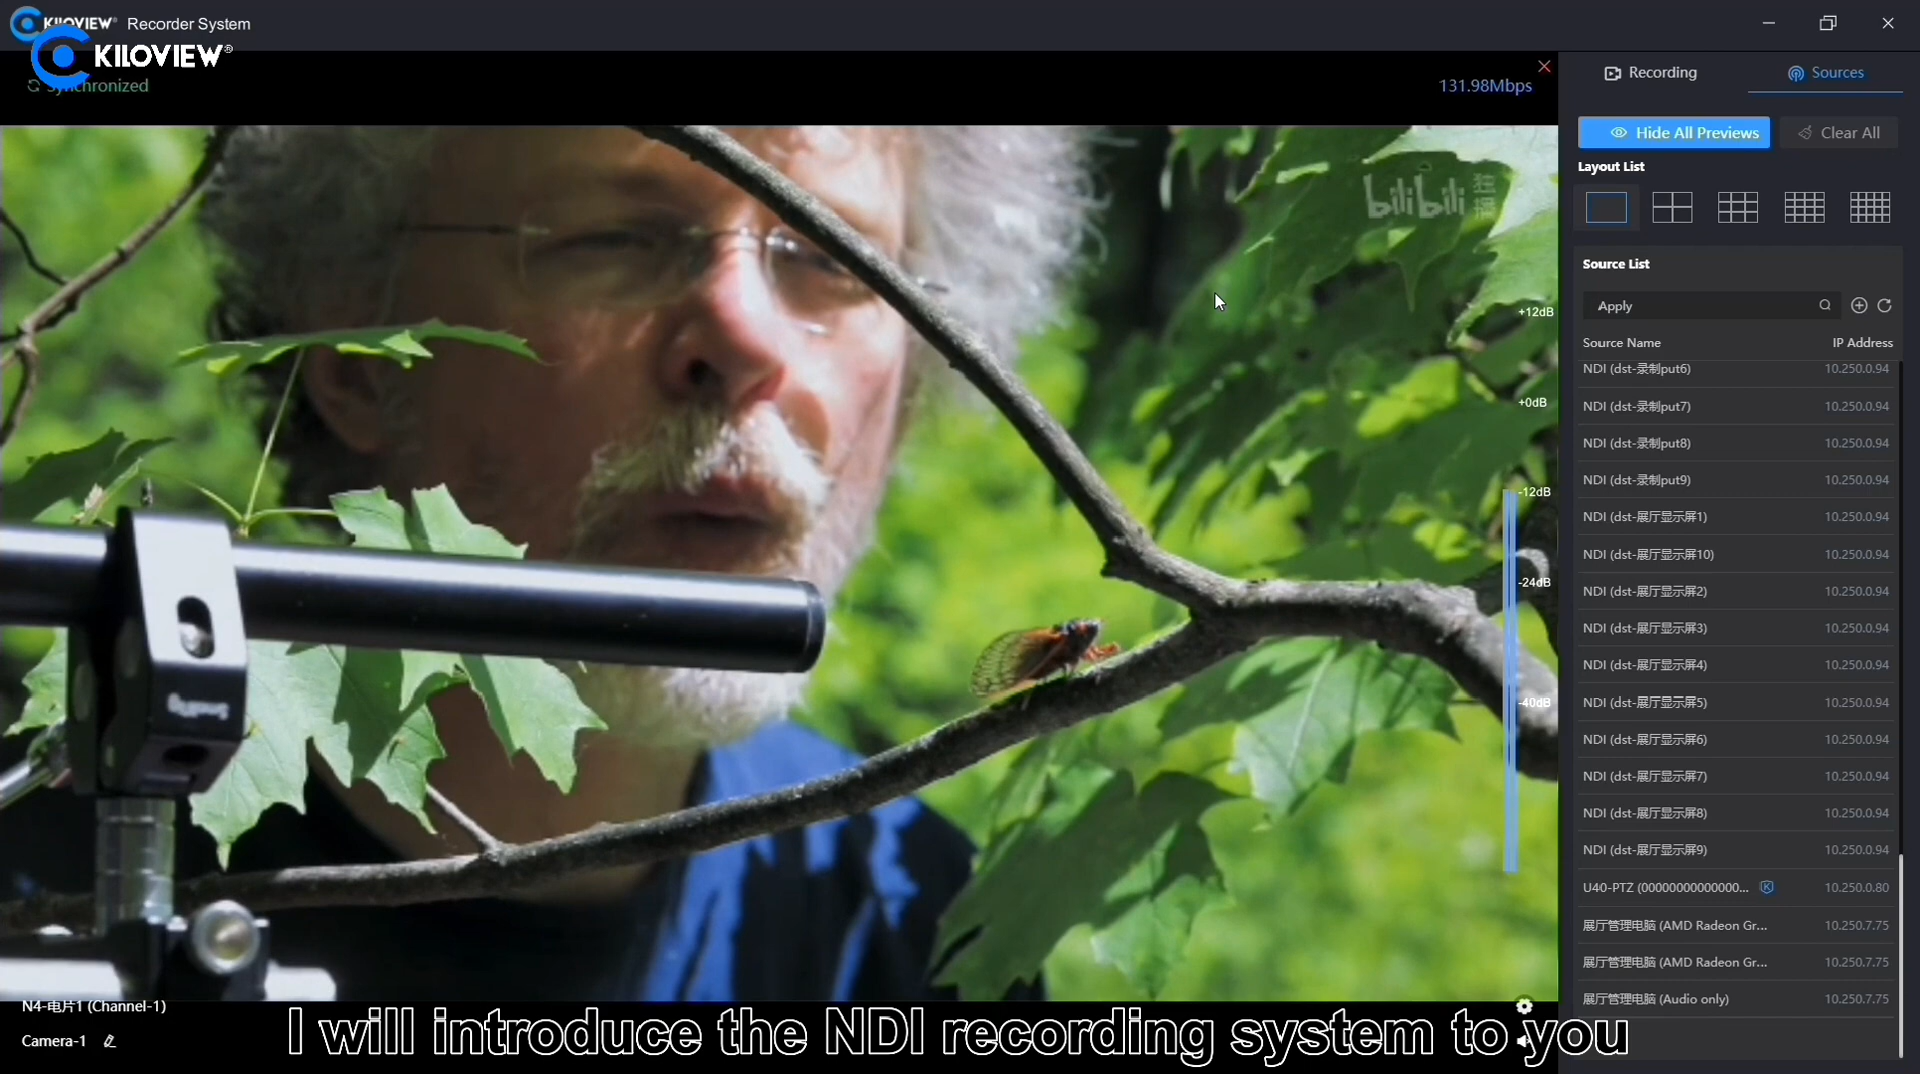 KILOVIEW® Recorder System
KILOVIEW®
Synchronized
131.98Mbps
Recording
Sources
Hide All Previews
Clear All
Layout List
bilibili 独播
Source List
Apply
Source Name
IP Address
NDI (dst-录制put6) 10.250.0.94
NDI (dst-录制put7) 10.250.0.94
NDI (dst-录制put8) 10.250.0.94
NDI (dst-录制put9) 10.250.0.94
NDI (dst-展厅显示屏1) 10.250.0.94
NDI (dst-展厅显示屏10) 10.250.0.94
NDI (dst-展厅显示屏2) 10.250.0.94
NDI (dst-展厅显示屏3) 10.250.0.94
NDI (dst-展厅显示屏4) 10.250.0.94
NDI (dst-展厅显示屏5) 10.250.0.94
NDI (dst-展厅显示屏6) 10.250.0.94
NDI (dst-展厅显示屏7) 10.250.0.94
NDI (dst-展厅显示屏8) 10.250.0.94
NDI (dst-展厅显示屏9) 10.250.0.94
U40-PTZ (00000000000000... 10.250.0.80
展厅管理电脑 (AMD Radeon Gr... 10.250.7.75
展厅管理电脑 (AMD Radeon Gr... 10.250.7.75
展厅管理电脑 (Audio only) 10.250.7.75
+12dB
+0dB
-12dB
-24dB
-40dB
SmallRig
N4-电片1 (Channel-1)
Camera-1
I will introduce the NDI recording system to you